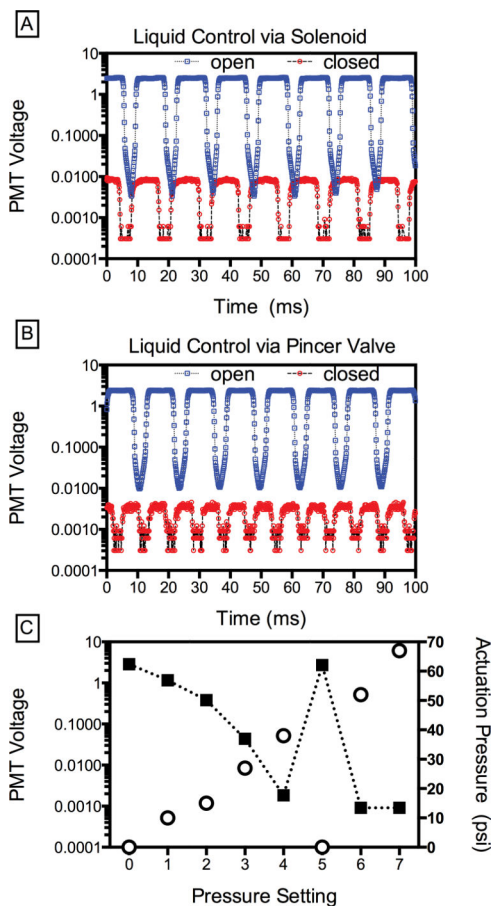 A
Liquid Control via Solenoid
open closed
10
1
0.1000
0.0100
0.0010
0.0001
PMT Voltage
0 10 20 30 40 50 60 70 80 90 100
Time (ms)
B
Liquid Control via Pincer Valve
open closed
10
1
0.1000
0.0100
0.0010
0.0001
PMT Voltage
0 10 20 30 40 50 60 70 80 90 100
Time (ms)
C
10
1
0.1000
0.0100
0.0010
0.0001
PMT Voltage
70
60
50
40
30
20
10
0
Actuation Pressure
(psi)
0 1 2 3 4 5 6 7
Pressure Setting